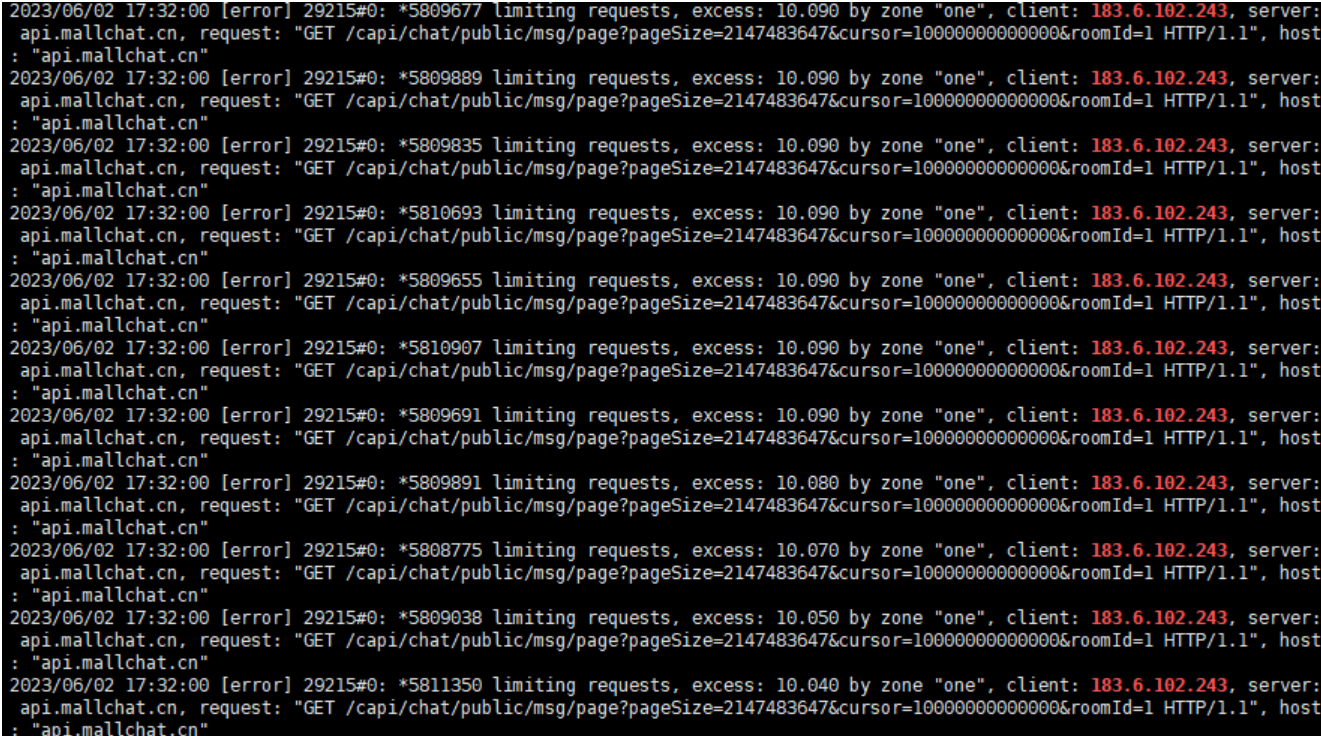 2023/06/02 17:32:00 [error] 29215#0: *5809677 limiting requests, excess: 10.090 by zone "one", client: 183.6.102.243, server:
api.mallchat.cn, request: "GET /capi/chat/public/msg/page?pageSize=2147483647&cursor=10000000000000&roomId=1 HTTP/1.1", host
: "api.mallchat.cn"
2023/06/02 17:32:00 [error] 29215#0: *5809889 limiting requests, excess: 10.090 by zone "one", client: 183.6.102.243, server:
api.mallchat.cn, request: "GET /capi/chat/public/msg/page?pageSize=2147483647&cursor=10000000000000&roomId=1 HTTP/1.1", host
: "api.mallchat.cn"
2023/06/02 17:32:00 [error] 29215#0: *5809835 limiting requests, excess: 10.090 by zone "one", client: 183.6.102.243, server:
api.mallchat.cn, request: "GET /capi/chat/public/msg/page?pageSize=2147483647&cursor=10000000000000&roomId=1 HTTP/1.1", host
: "api.mallchat.cn"
2023/06/02 17:32:00 [error] 29215#0: *5810693 limiting requests, excess: 10.090 by zone "one", client: 183.6.102.243, server:
api.mallchat.cn, request: "GET /capi/chat/public/msg/page?pageSize=2147483647&cursor=10000000000000&roomId=1 HTTP/1.1", host
: "api.mallchat.cn"
2023/06/02 17:32:00 [error] 29215#0: *5809655 limiting requests, excess: 10.090 by zone "one", client: 183.6.102.243, server:
api.mallchat.cn, request: "GET /capi/chat/public/msg/page?pageSize=2147483647&cursor=10000000000000&roomId=1 HTTP/1.1", host
: "api.mallchat.cn"
2023/06/02 17:32:00 [error] 29215#0: *5810907 limiting requests, excess: 10.090 by zone "one", client: 183.6.102.243, server:
api.mallchat.cn, request: "GET /capi/chat/public/msg/page?pageSize=2147483647&cursor=10000000000000&roomId=1 HTTP/1.1", host
: "api.mallchat.cn"
2023/06/02 17:32:00 [error] 29215#0: *5809691 limiting requests, excess: 10.090 by zone "one", client: 183.6.102.243, server:
api.mallchat.cn, request: "GET /capi/chat/public/msg/page?pageSize=2147483647&cursor=10000000000000&roomId=1 HTTP/1.1", host
: "api.mallchat.cn"
2023/06/02 17:32:00 [error] 29215#0: *5809891 limiting requests, excess: 10.080 by zone "one", client: 183.6.102.243, server:
api.mallchat.cn, request: "GET /capi/chat/public/msg/page?pageSize=2147483647&cursor=10000000000000&roomId=1 HTTP/1.1", host
: "api.mallchat.cn"
2023/06/02 17:32:00 [error] 29215#0: *5808775 limiting requests, excess: 10.070 by zone "one", client: 183.6.102.243, server:
api.mallchat.cn, request: "GET /capi/chat/public/msg/page?pageSize=2147483647&cursor=10000000000000&roomId=1 HTTP/1.1", host
: "api.mallchat.cn"
2023/06/02 17:32:00 [error] 29215#0: *5809038 limiting requests, excess: 10.050 by zone "one", client: 183.6.102.243, server:
api.mallchat.cn, request: "GET /capi/chat/public/msg/page?pageSize=2147483647&cursor=10000000000000&roomId=1 HTTP/1.1", host
: "api.mallchat.cn"
2023/06/02 17:32:00 [error] 29215#0: *5811350 limiting requests, excess: 10.040 by zone "one", client: 183.6.102.243, server:
api.mallchat.cn, request: "GET /capi/chat/public/msg/page?pageSize=2147483647&cursor=10000000000000&roomId=1 HTTP/1.1", host
: "api.mallchat.cn"